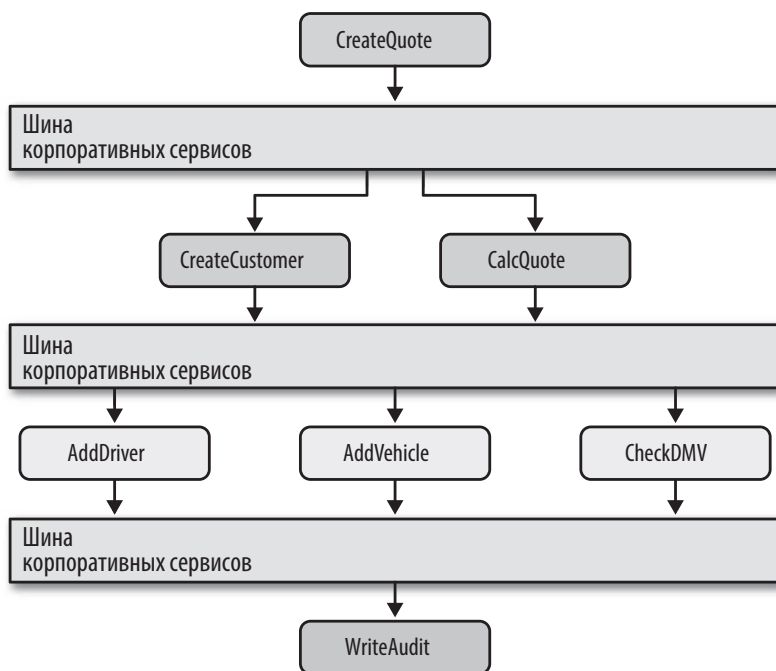 CreateQuote
Шина
корпоративных сервисов
CreateCustomer
CalcQuote
Шина
корпоративных сервисов
AddDriver
AddVehicle
CheckDMV
Шина
корпоративных сервисов
WriteAudit